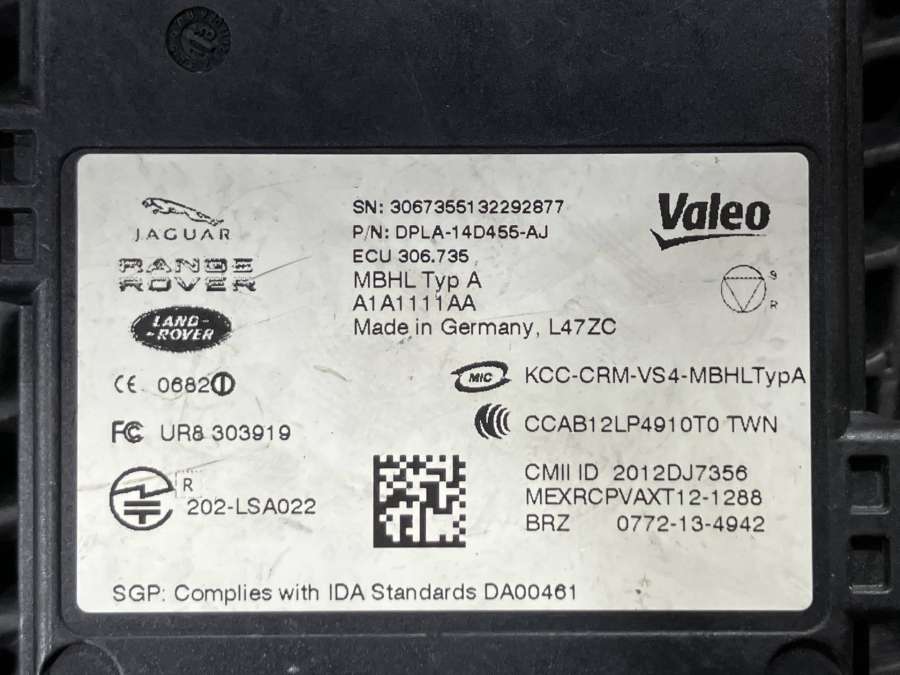 JAGUAR
RANGE
ROVER
LAND-
-ROVER
CE 0682
FC UR8 303919
R
202-LSA022
SN: 3067355132292877
P/N: DPLA-14D455-AJ
ECU 306.735
MBHL Typ A
A1A1111AA
Made in Germany, L47ZC
Valeo
S
R
MIC KCC-CRM-VS4-MBHLTypA
CCAB12LP4910T0 TWN
CMII ID 2012DJ7356
MEXRCPVAXT12-1288
BRZ 0772-13-4942
SGP: Complies with IDA Standards DA00461